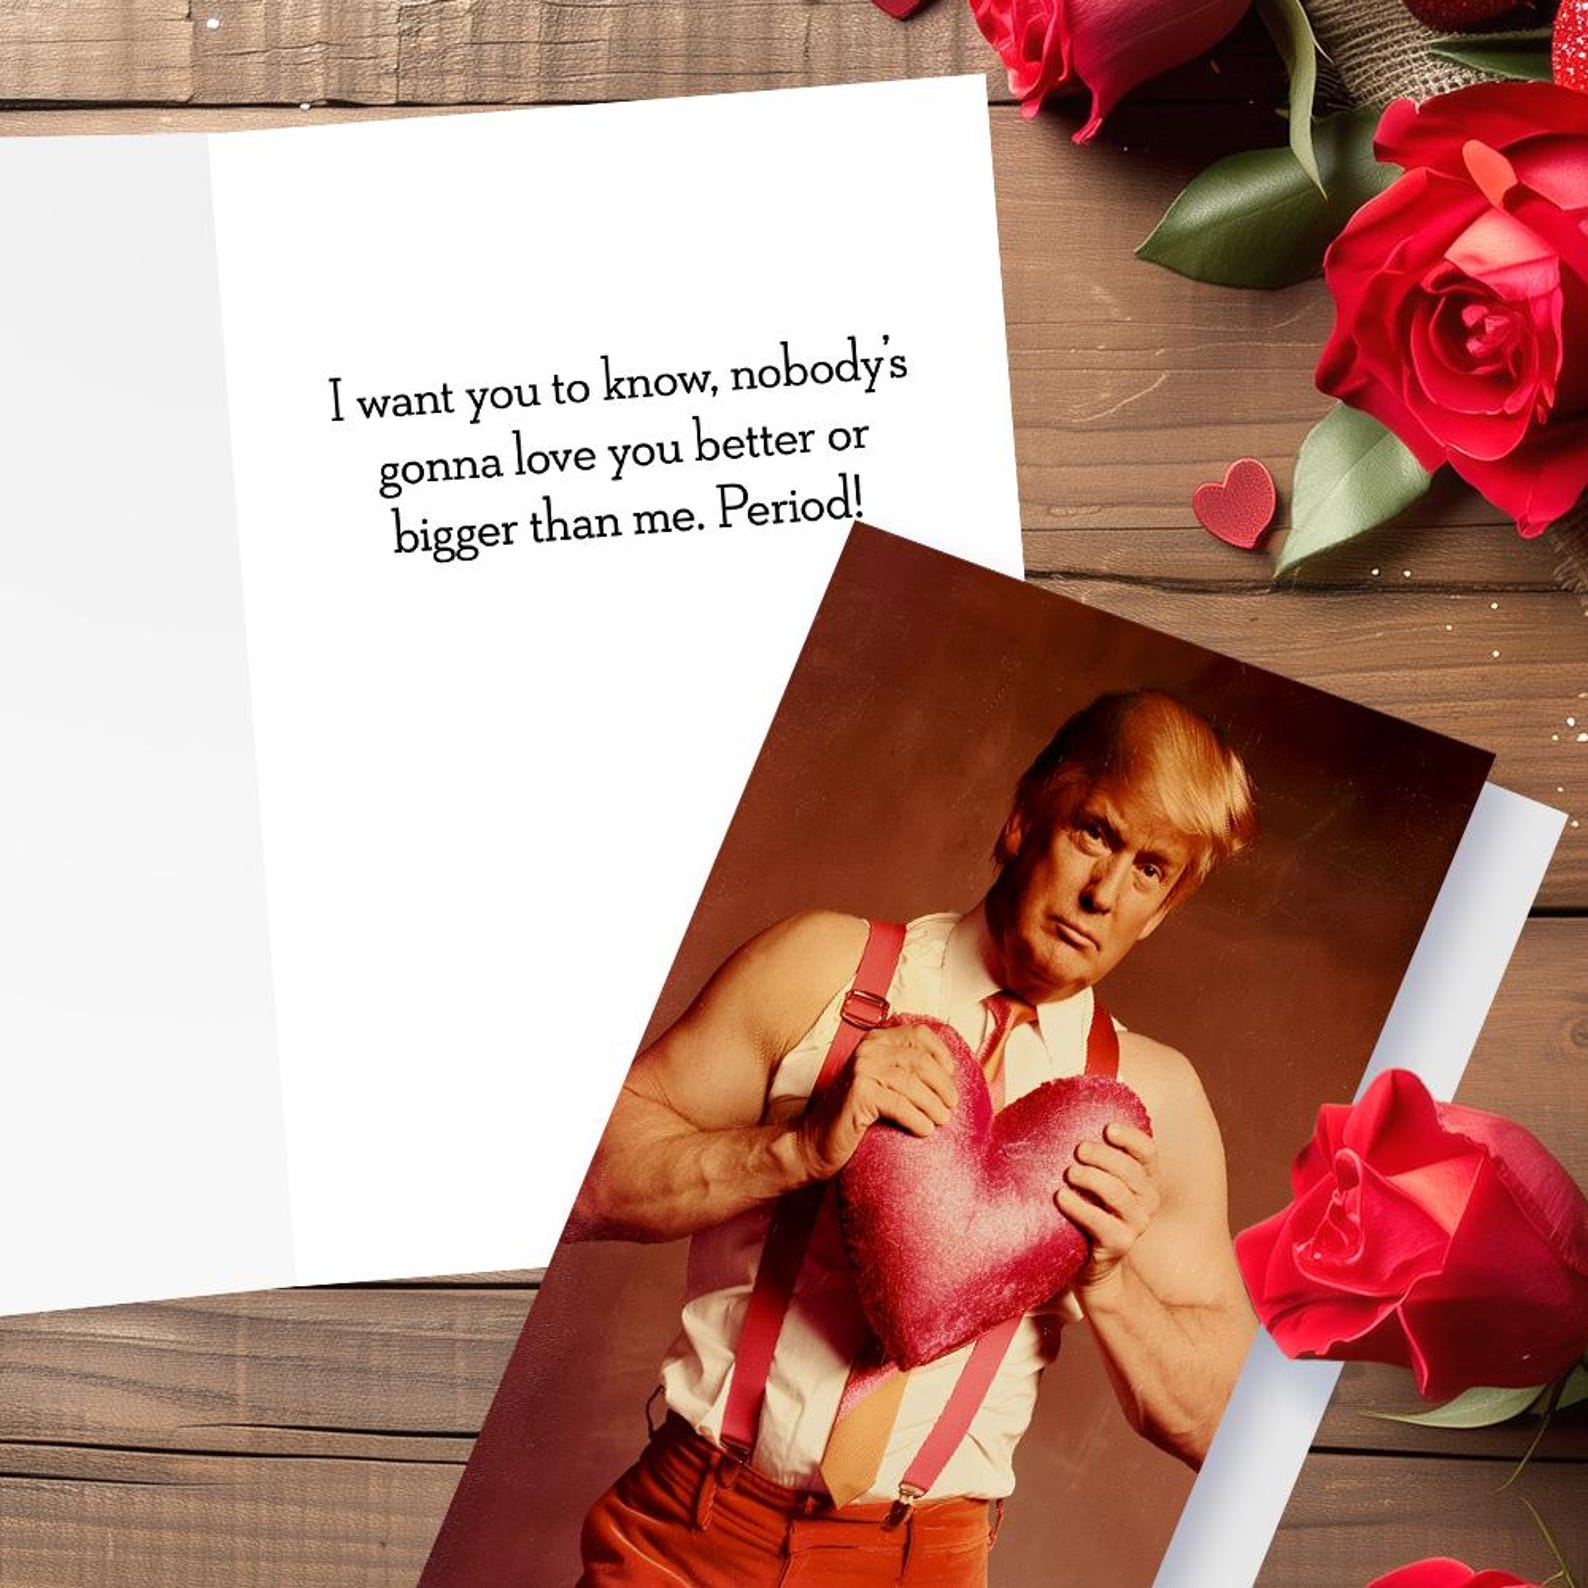 I want you to know, nobody's
gonna love you better or
bigger than me. Period!